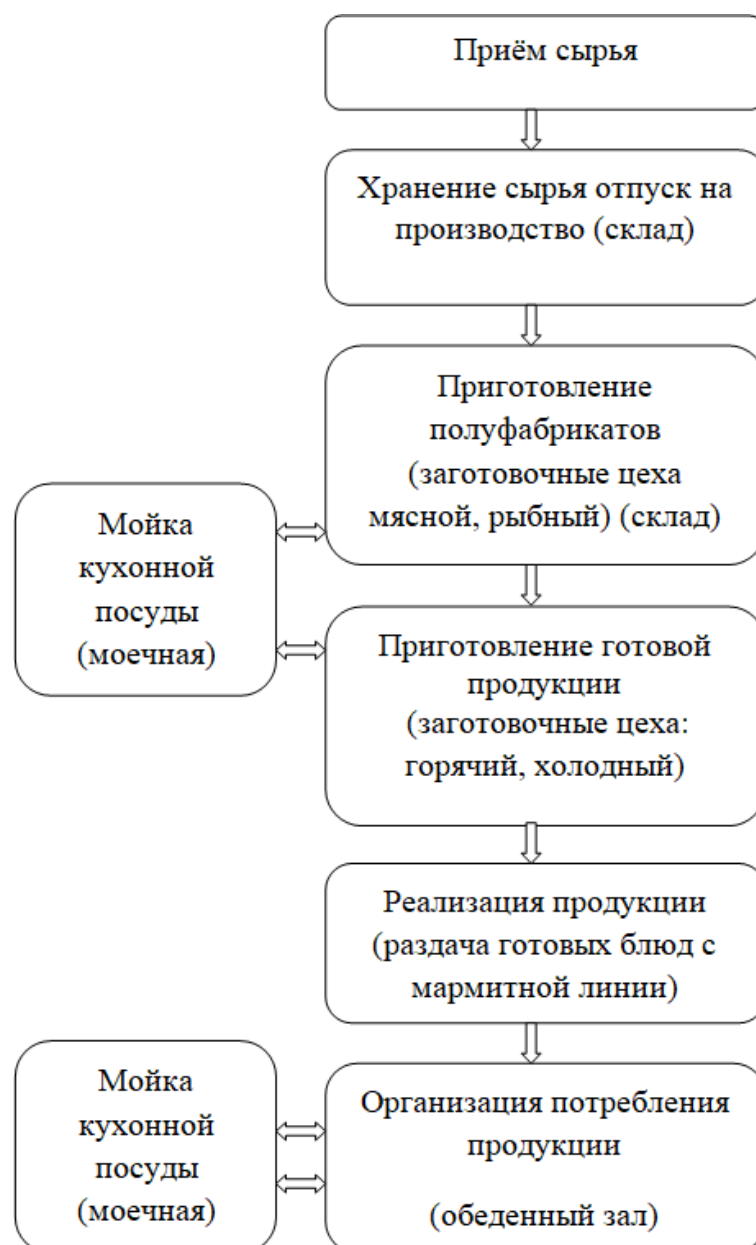 Приём сырья
Хранение сырья отпуск на
производство (склад)
Приготовление
полуфабрикатов
(заготовочные цеха
мясной, рыбный) (склад)
Мойка
кухонной
посуды
(моечная)
Приготовление готовой
продукции
(заготовочные цеха:
горячий, холодный)
Реализация продукции
(раздача готовых блюд с
мармитной линии)
Мойка
кухонной
посуды
(моечная)
Организация потребления
продукции
(обеденный зал)